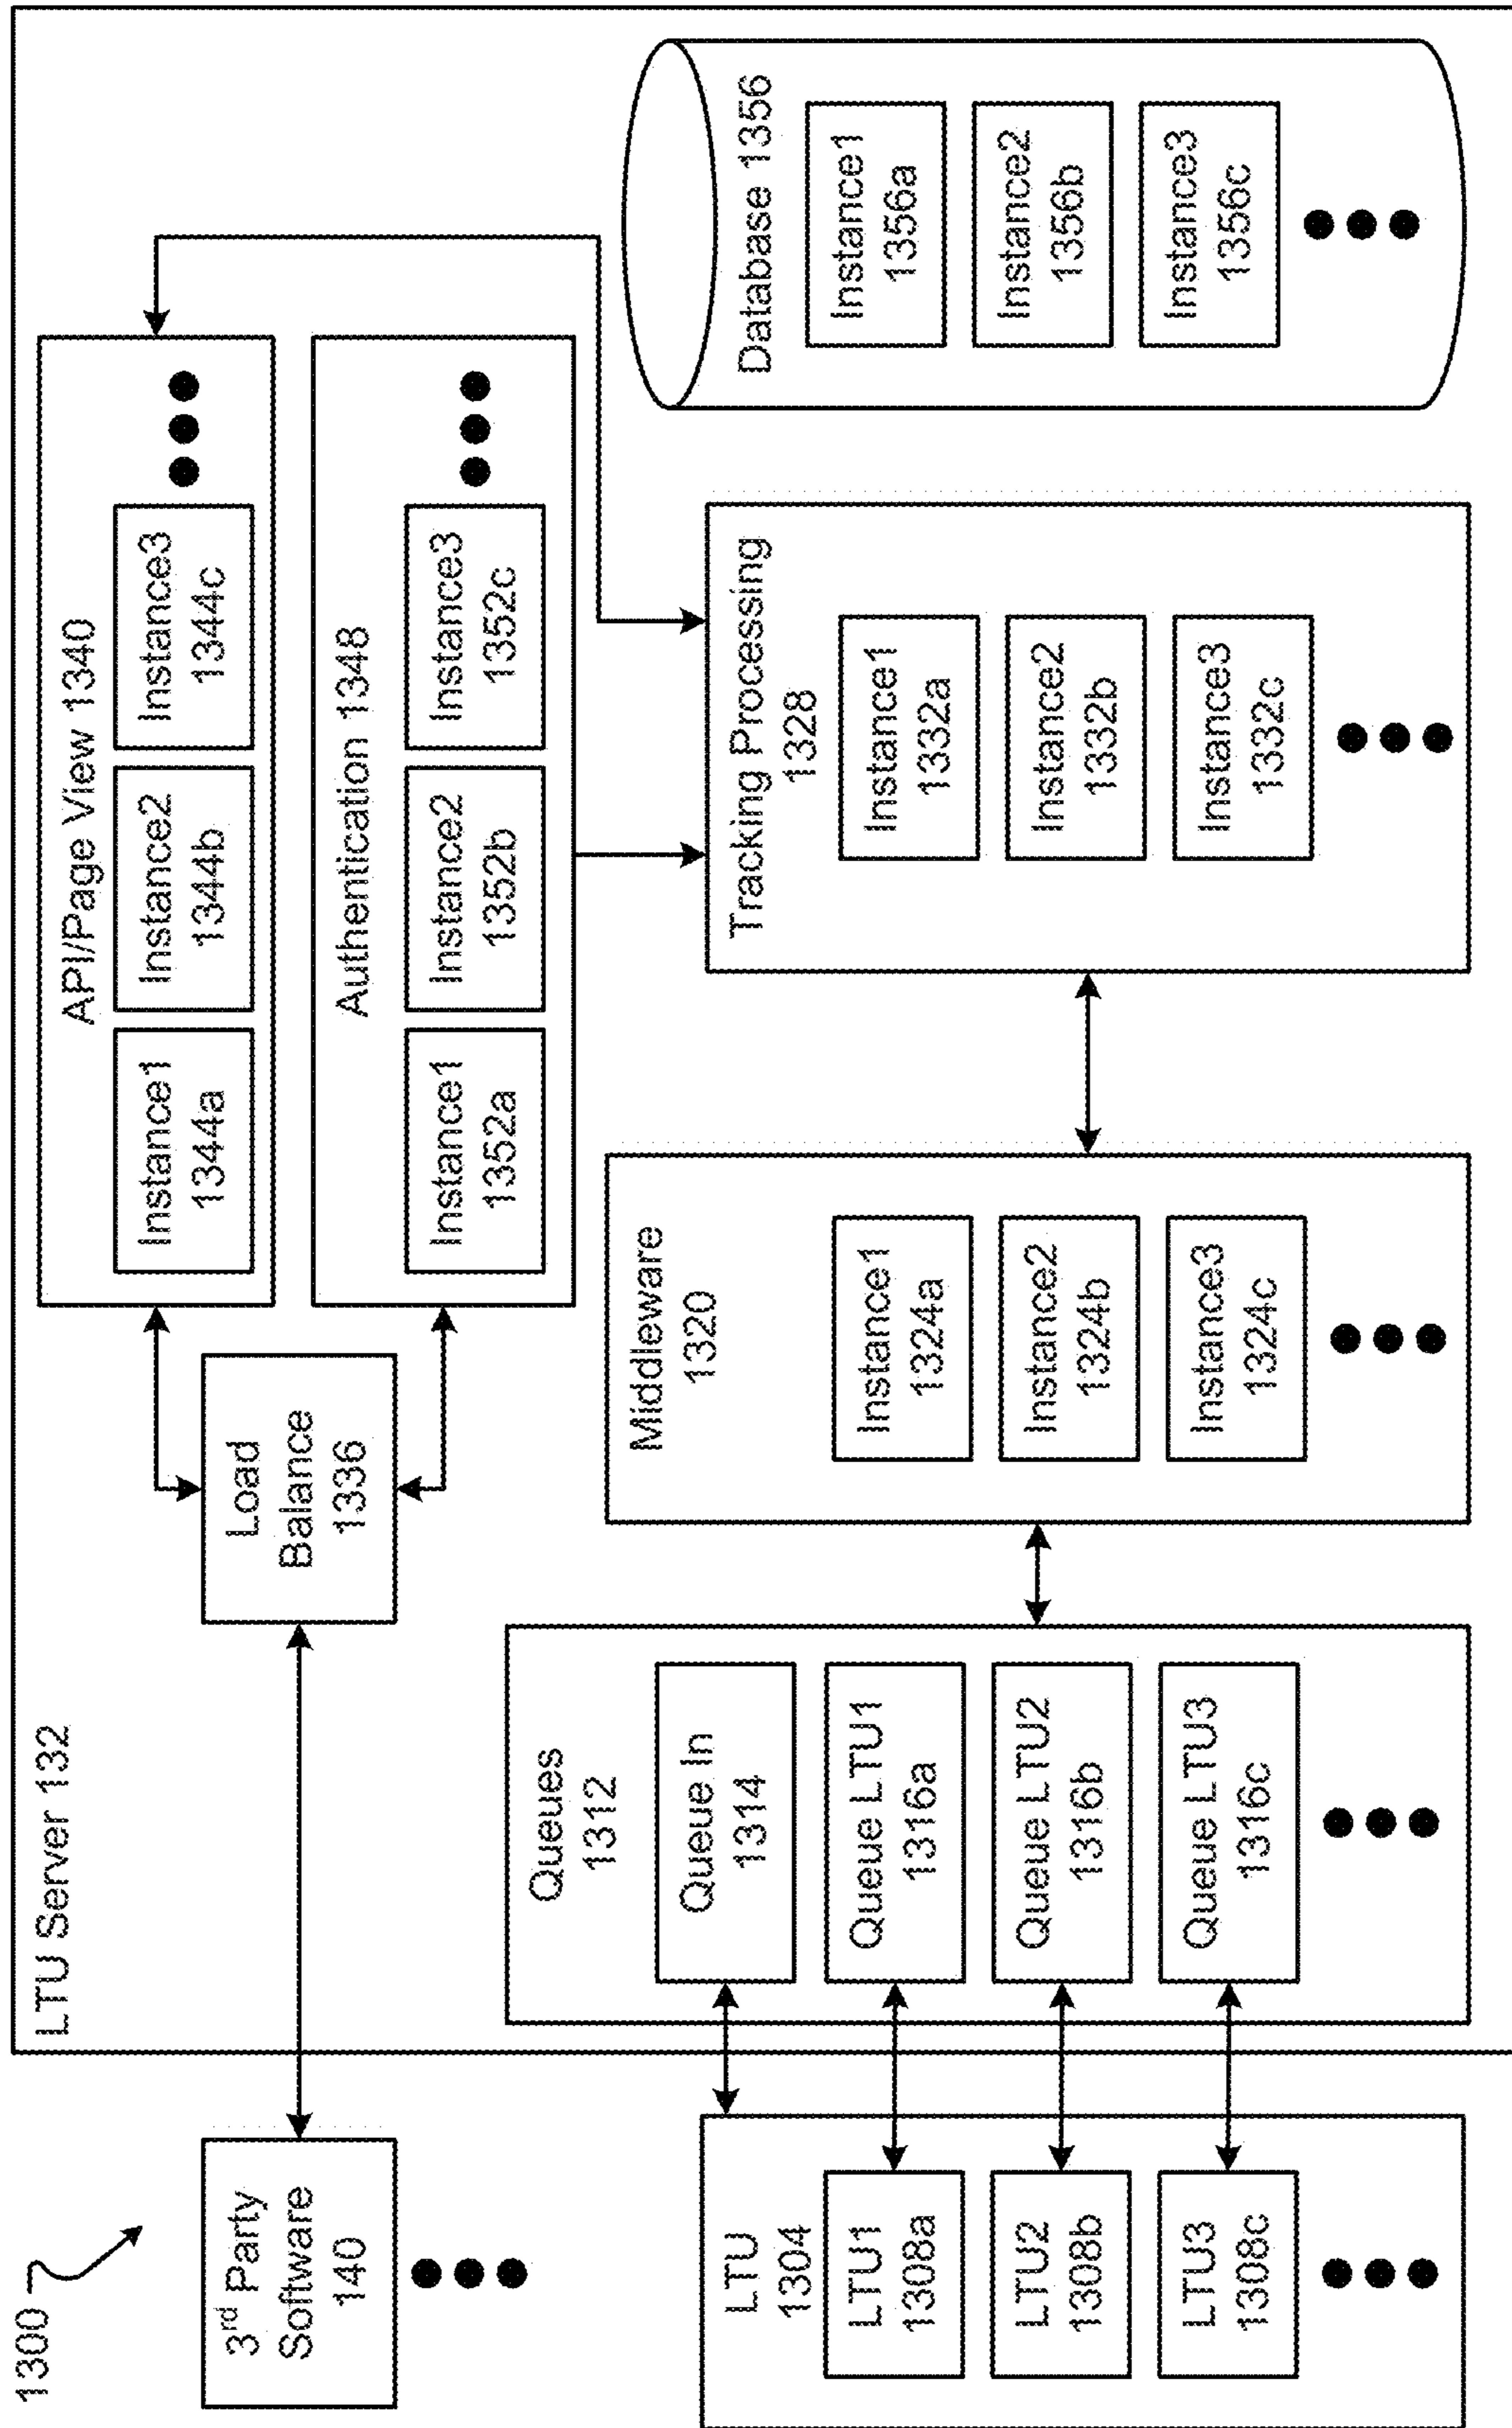 1300
3rd Party
Software
140
LTU Server 132
Load
Balance
1336
API/Page View 1340
Instance1
1344a
Instance2
1344b
Instance3
1344c
Authentication 1348
Instance1
1352a
Instance2
1352b
Instance3
1352c
LTU
1304
LTU1
1308a
LTU2
1308b
LTU3
1308c
Queues
1312
Queue In
1314
Queue LTU1
1316a
Queue LTU2
1316b
Queue LTU3
1316c
Middleware
1320
Instance1
1324a
Instance2
1324b
Instance3
1324c
Tracking Processing
1328
Instance1
1332a
Instance2
1332b
Instance3
1332c
Database 1356
Instance1
1356a
Instance2
1356b
Instance3
1356c